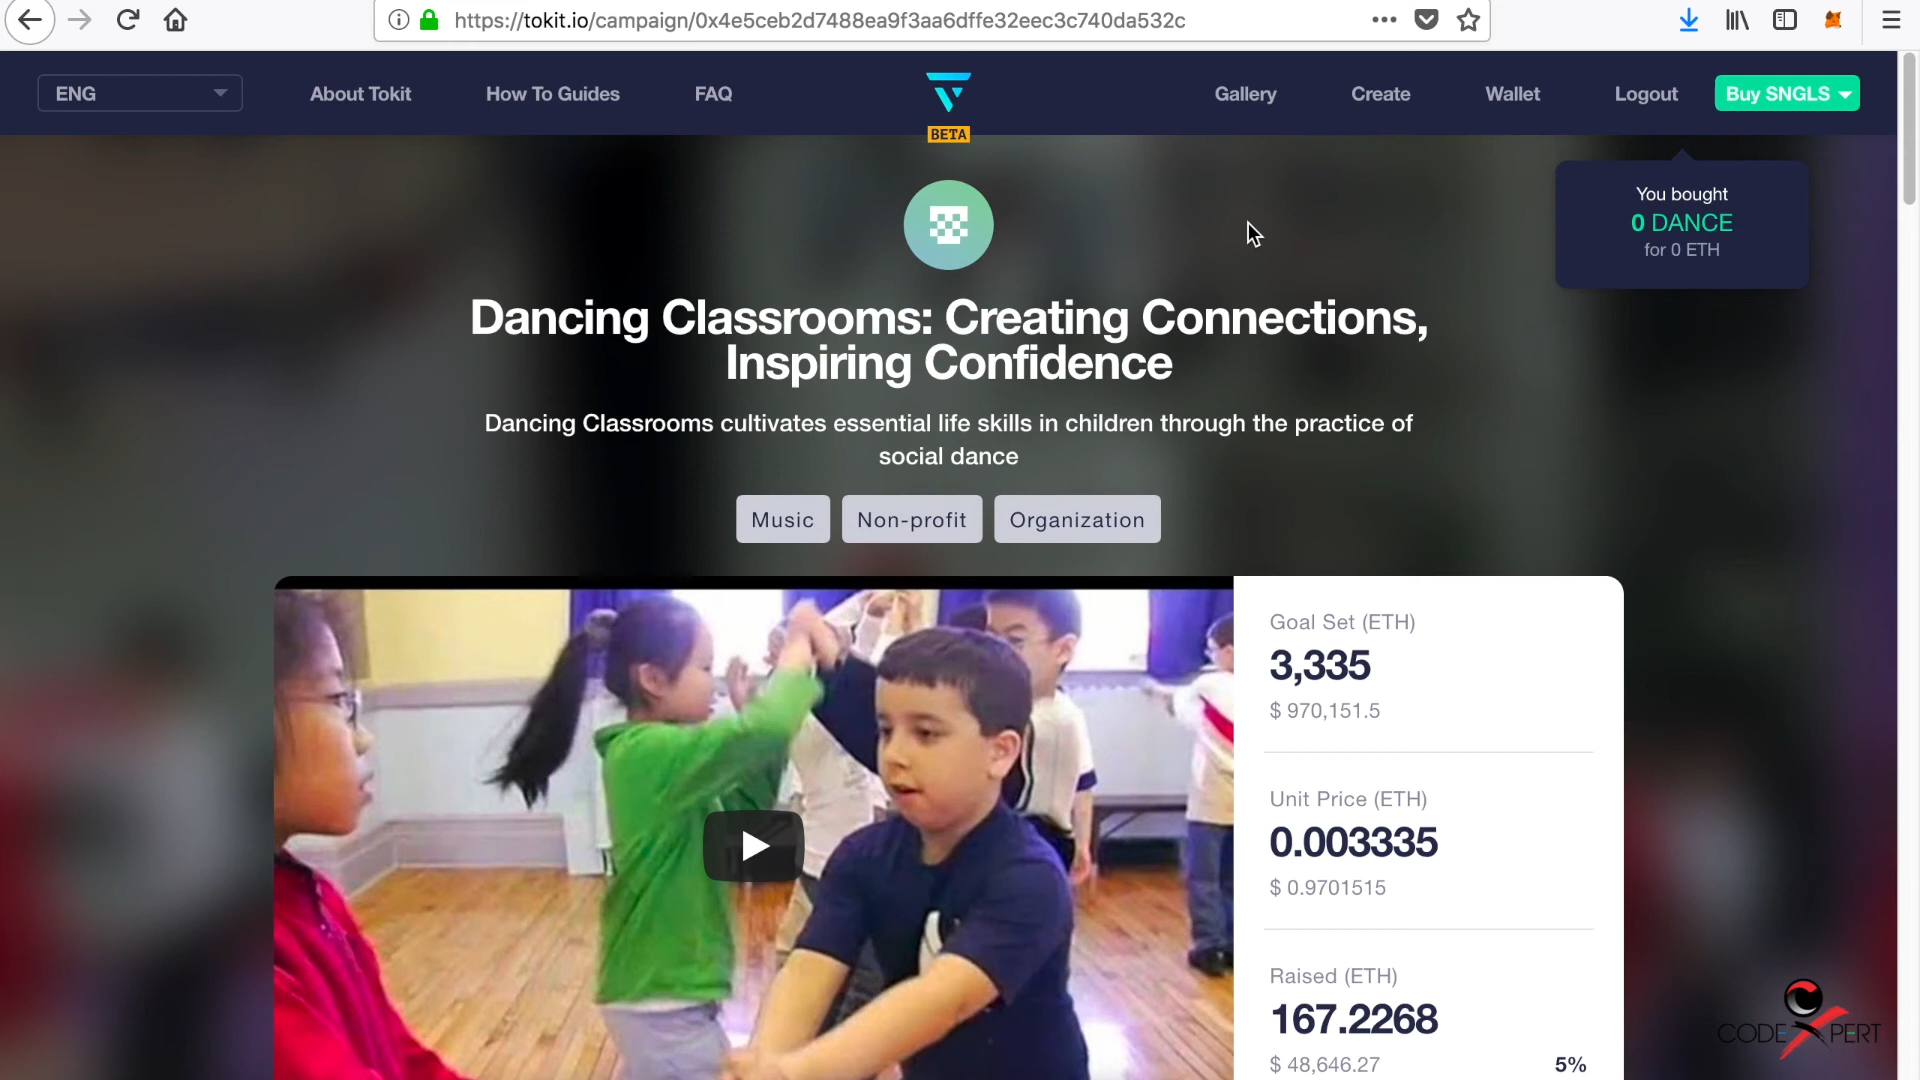 https://tokit.io/campaign/0x4e5ceb2d7488ea9f3aa6dffe32eec3c740da532c
ENG
About Tokit
How To Guides
FAQ
BETA
Gallery
Create
Wallet
Logout
Buy SNGLS
You bought
0 DANCE
for 0 ETH
Dancing Classrooms: Creating Connections,
Inspiring Confidence
Dancing Classrooms cultivates essential life skills in children through the practice of
social dance
Music
Non-profit
Organization
Goal Set (ETH)
3,335
$ 970,151.5
Unit Price (ETH)
0.003335
$ 0.9701515
Raised (ETH)
167.2268
$ 48,646.27
5%
CODEXPERT